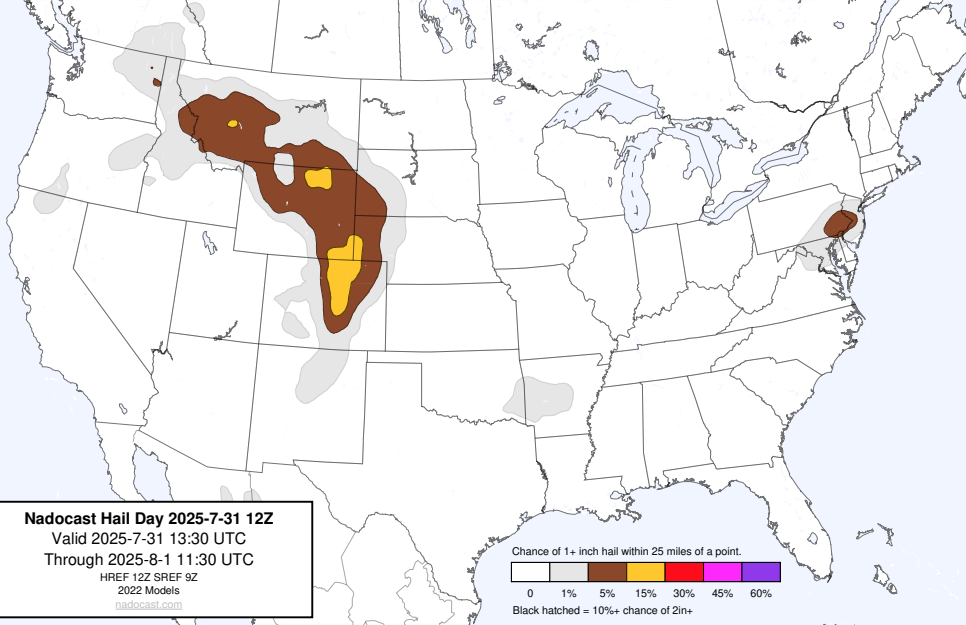 Nadocast Hail Day 2025-7-31 12Z
Valid 2025-7-31 13:30 UTC
Through 2025-8-1 11:30 UTC
HREF 12Z SREF 9Z
2022 Models
nadocast.com
Chance of 1+ inch hail within 25 miles of a point.
0 1% 5% 15% 30% 45% 60%
Black hatched = 10%+ chance of 2in+